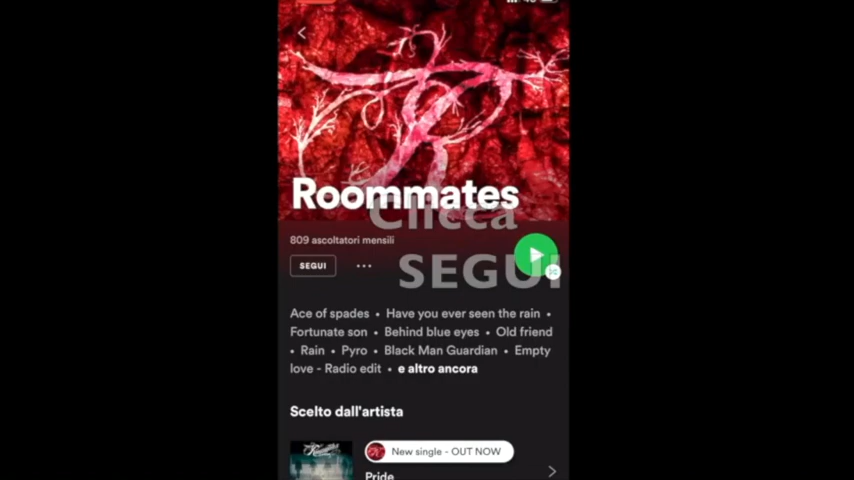 Roommates
Clicca
809 ascoltatori mensili
SEGUI
SEGUI
Ace of spades • Have you ever seen the rain •
Fortunate son • Behind blue eyes • Old friend
• Rain • Pyro • Black Man Guardian • Empty
love - Radio edit • e altro ancora
Scelto dall'artista
New single - OUT NOW
Pride